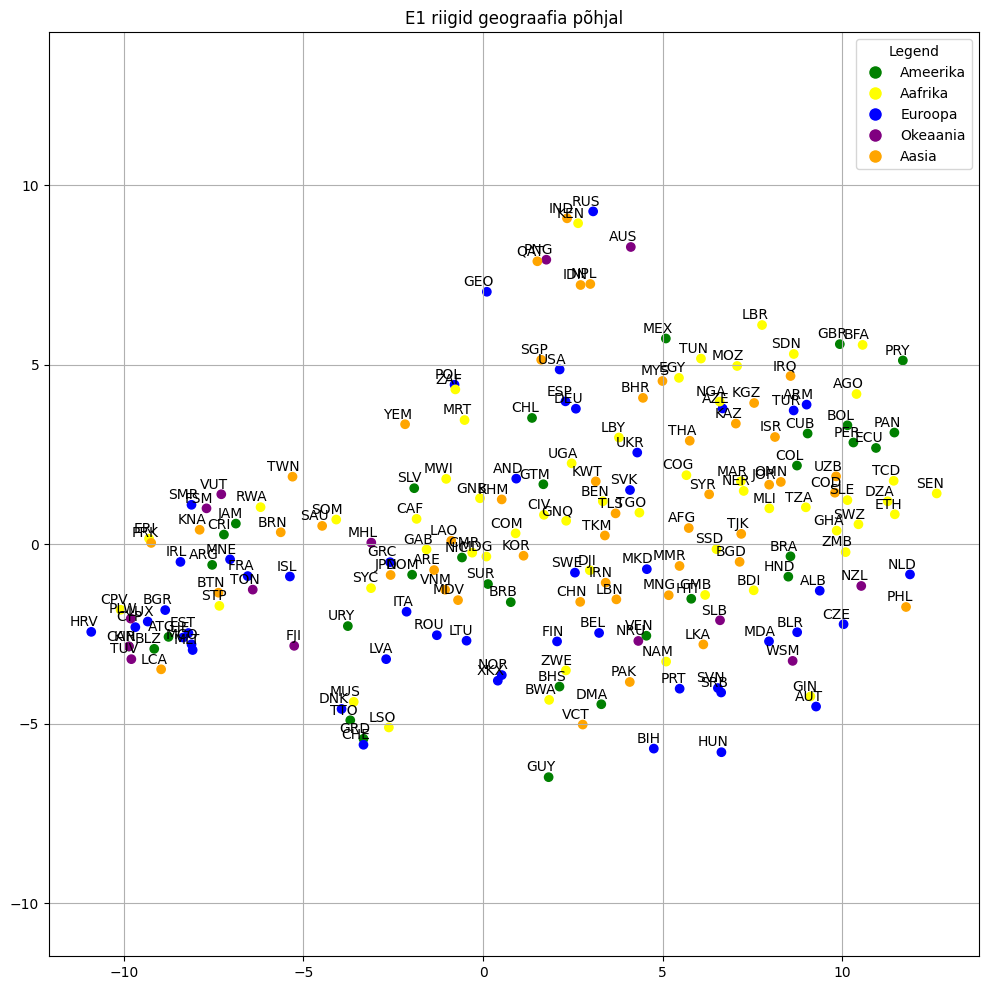 E1 riigid geograafia põhjal
Legend
Ameerika
Aafrika
Euroopa
Okeaania
Aasia
10
5
0
−5
−10
−10
−5
0
5
10
RUS
IND
KEN
AUS
PNG
QAT
IDN
NPL
GEO
LBR
MEX
GBR
BFA
SDN
TUN
PRY
SGP
USA
MOZ
EGY
IRQ
MYS
POL
ZAF
ESP
DEU
BHR
NGA
AZE
KGZ
ARM
TUR
AGO
MRT
CHL
YEM
KAZ
BOL
CUB
PAN
PER
ECU
LBY
THA
ISR
UKR
UGA
COL
TWN
MWI
AND
KWT
COG
MAR
NER
JOR
OMN
UZB
TCD
SLV
GTM
SVK
SYR
COD
SLE
SEN
VUT
SMR
RWA
GNB
KHM
BEN
CIV
GNQ
TLS
TGO
MLI
TZA
DZA
ETH
KNA
JAM
CRI
BRN
SAU
SOM
CAF
COM
TKM
AFG
TJK
GHA
SWZ
PRK
MHL
LAO
GAB
CMR
NIC
MDG
KOR
SSD
BGD
BRA
ZMB
IRL
ARG
MNE
FRA
ISL
GRC
JPN
ARE
SWE
DJI
IRN
MKD
MMR
HND
NLD
BTN
STP
TON
SYC
VNM
MDV
SUR
BRB
CHN
LBN
MNG
HTI
GMB
BDI
ALB
NZL
PHL
CPV
BGR
HRV
ATG
EST
BLZ
TUV
LCA
FJI
URY
ITA
ROU
LTU
LVA
FIN
BEL
NRU
VEN
SLB
LKA
MDA
BLR
CZE
WSM
NOR
XKX
ZWE
BHS
BWA
DMA
VCT
PAK
NAM
PRT
SVN
SRB
GIN
AUT
MUS
DNK
TTO
LSO
GRD
CHE
GUY
BIH
HUN